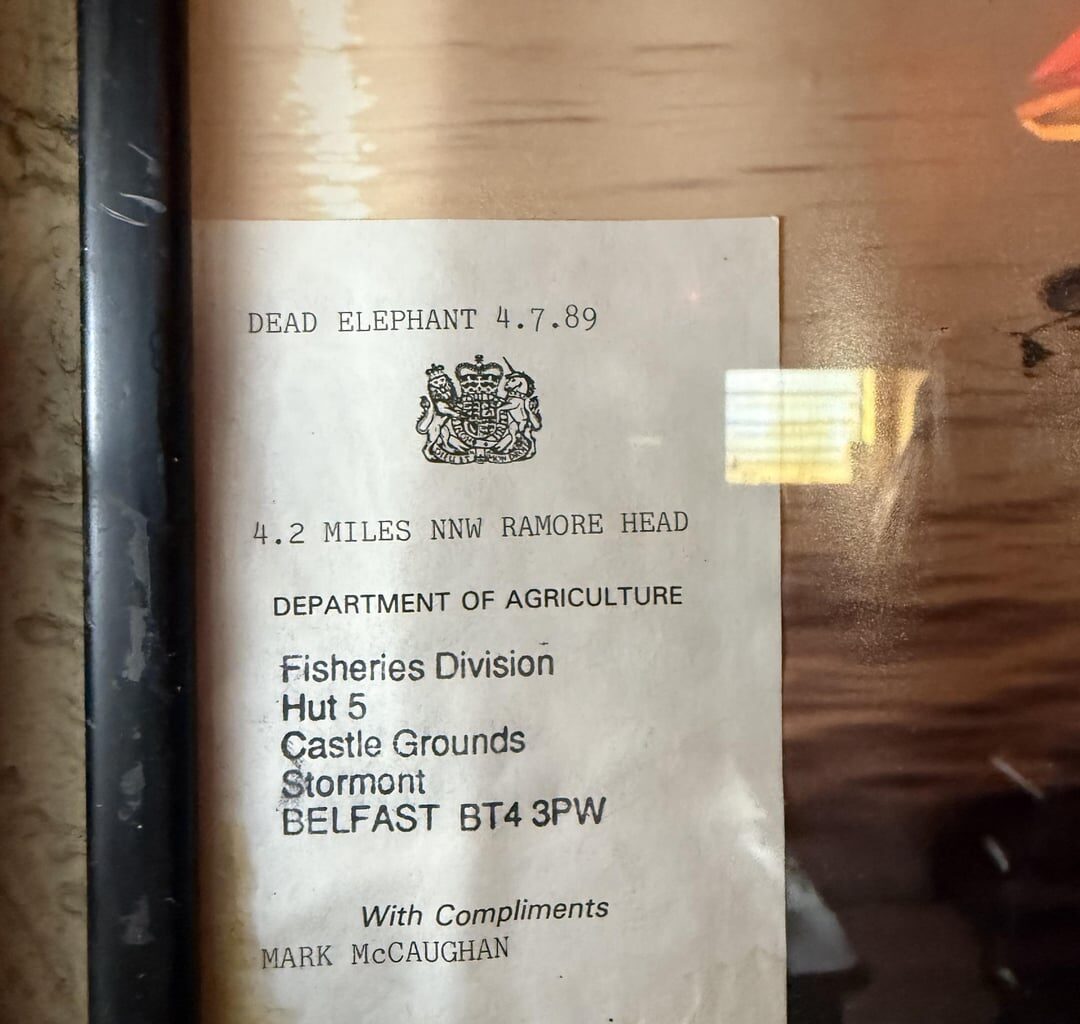 DEAD ELEPHANT 4.7.89
4.2 MILES NNW RAMORE HEAD
DEPARTMENT OF AGRICULTURE
Fisheries Division
Hut 5
Castle Grounds
Stormont
BELFAST BT4 3PW
With Compliments
MARK McCAUGHAN